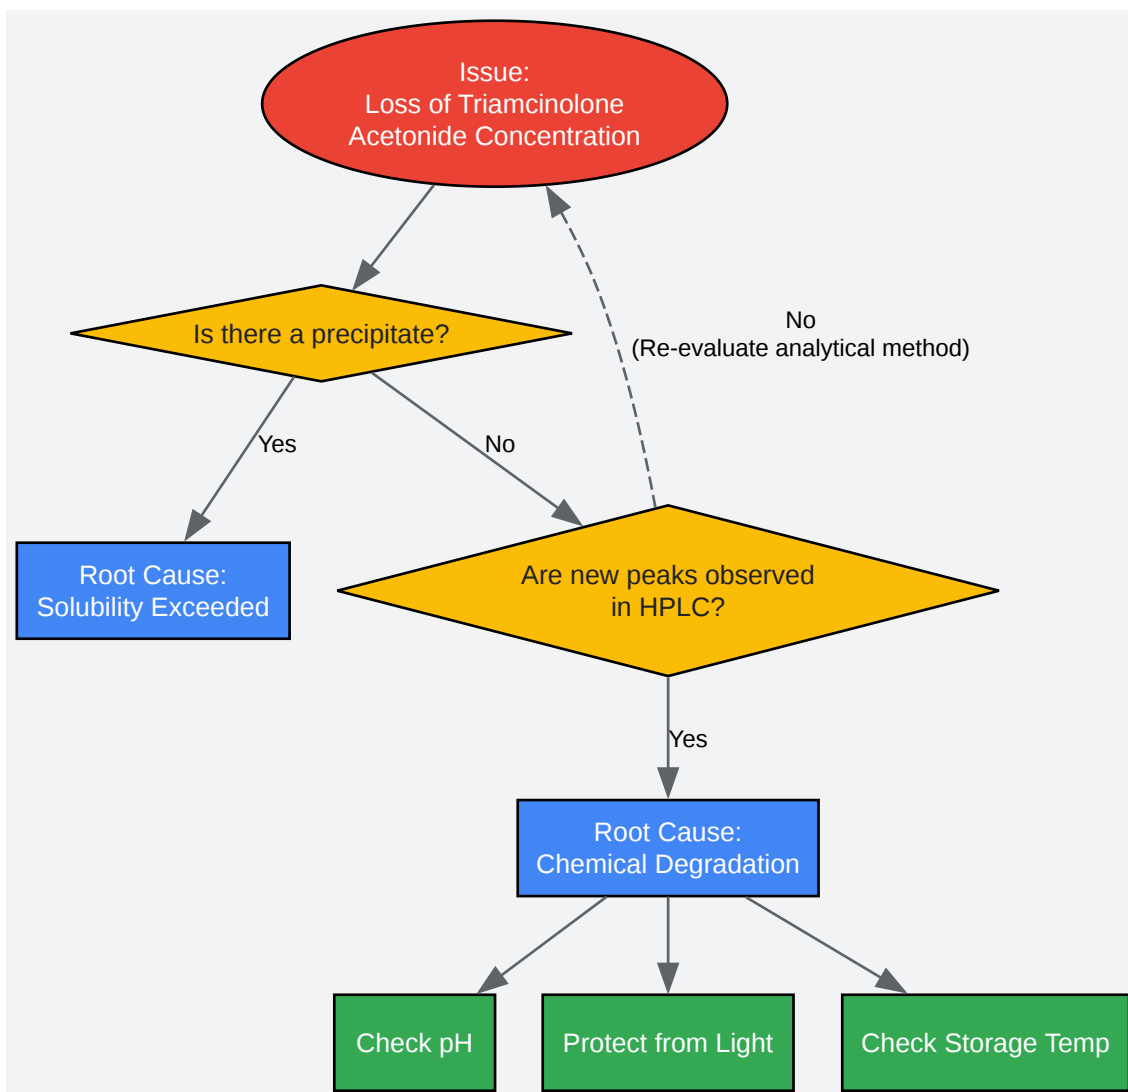 Issue:
Loss of Triamcinolone
Acetonide Concentration
Is there a precipitate?
No
(Re-evaluate analytical method)
Yes
No
Root Cause:
Solubility Exceeded
Are new peaks observed
in HPLC?
Yes
Root Cause:
Chemical Degradation
Check pH
Protect from Light
Check Storage Temp